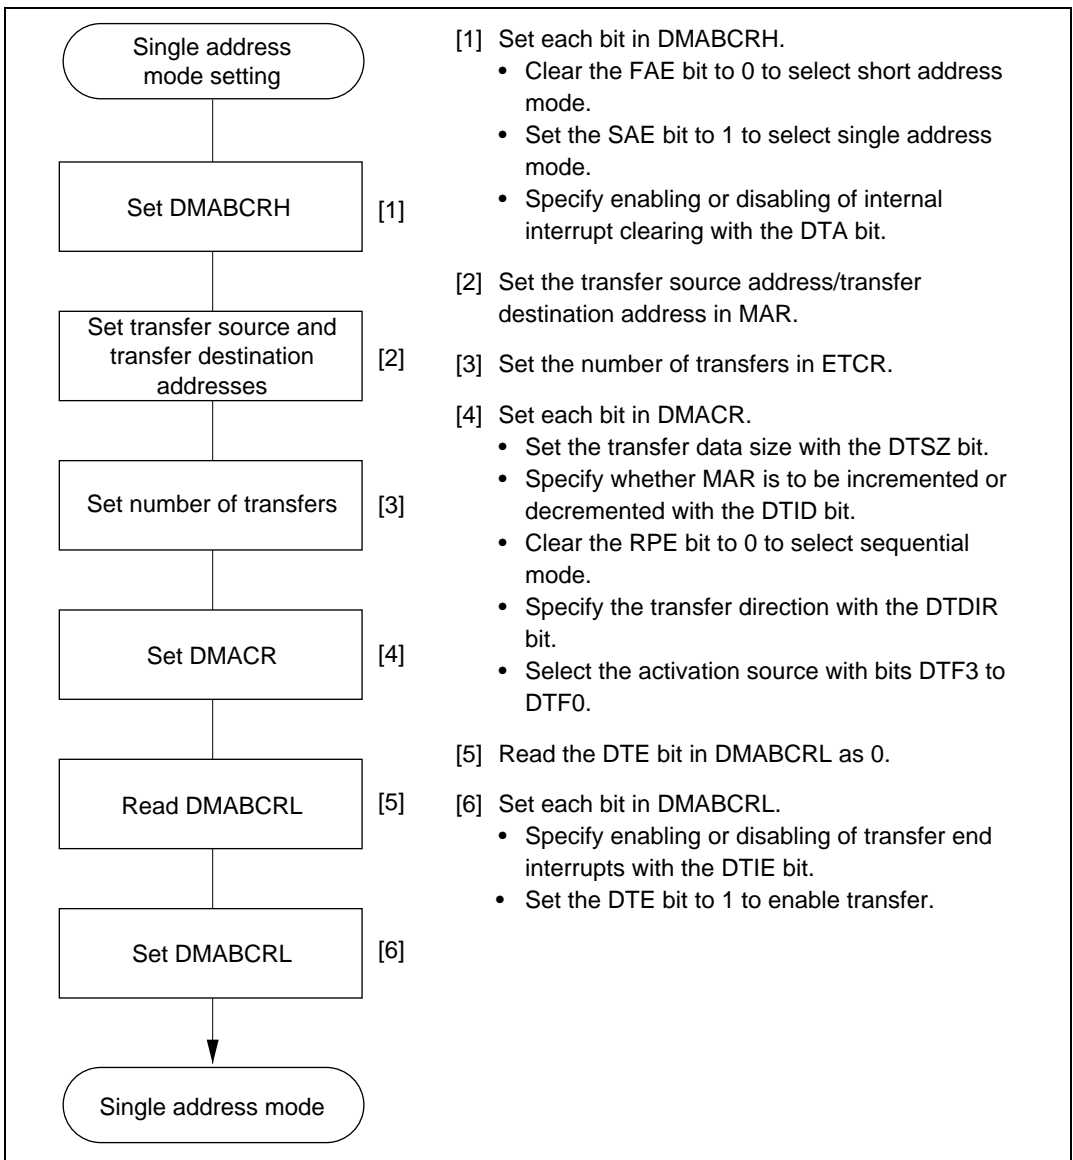 Single address
mode setting
Set DMABCRH
[1]
Set transfer source and
transfer destination
addresses
[2]
Set number of transfers
[3]
Set DMACR
[4]
Read DMABCRL
[5]
Set DMABCRL
[6]
Single address mode
[1] Set each bit in DMABCRH.
• Clear the FAE bit to 0 to select short address
mode.
• Set the SAE bit to 1 to select single address
mode.
• Specify enabling or disabling of internal
interrupt clearing with the DTA bit.
[2] Set the transfer source address/transfer
destination address in MAR.
[3] Set the number of transfers in ETCR.
[4] Set each bit in DMACR.
• Set the transfer data size with the DTSZ bit.
• Specify whether MAR is to be incremented or
decremented with the DTID bit.
• Clear the RPE bit to 0 to select sequential
mode.
• Specify the transfer direction with the DTDIR
bit.
• Select the activation source with bits DTF3 to
DTF0.
[5] Read the DTE bit in DMABCRL as 0.
[6] Set each bit in DMABCRL.
• Specify enabling or disabling of transfer end
interrupts with the DTIE bit.
• Set the DTE bit to 1 to enable transfer.